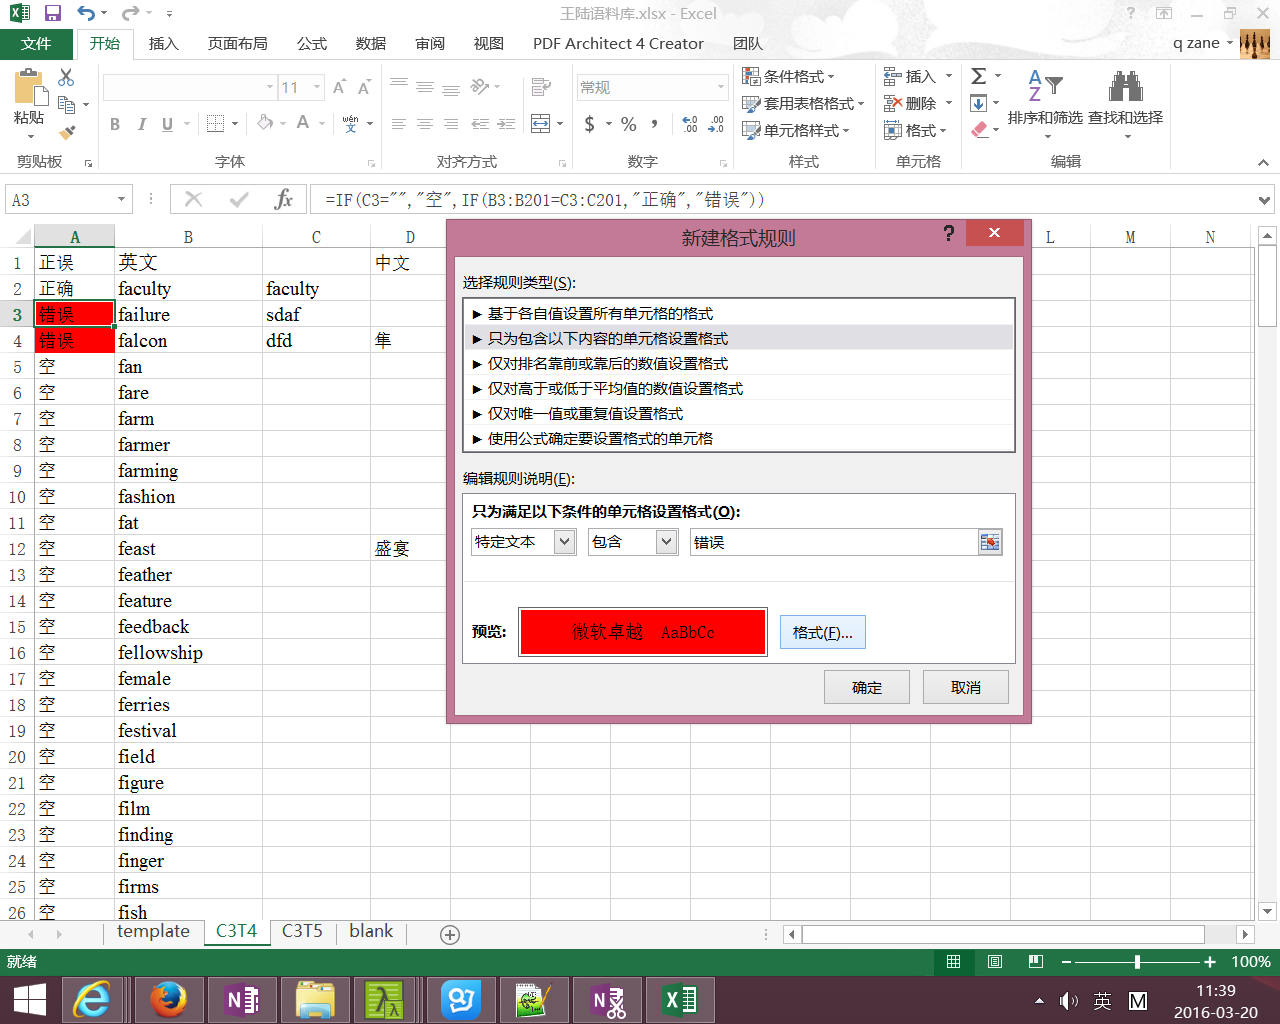 王陆语料库.xlsx - Excel
文件 开始 插入 页面布局 公式 数据 审阅 视图 PDF Architect 4 Creator 团队 q zane
粘贴 11 常规 条件格式 插入
套用表格格式 删除 排序和筛选 查找和选择
B I U A wén 文 $ % , 单元格样式 格式
剪贴板 字体 对齐方式 数字 样式 单元格 编辑
A3 fx =IF(C3="","空",IF(B3:B201=C3:C201,"正确","错误"))
A B C D L M N
1 正误 英文 中文
2 正确 faculty faculty
3 错误 failure sdaf
4 错误 falcon dfd 隼
5 空 fan
6 空 fare
7 空 farm
8 空 farmer
9 空 farming
10 空 fashion
11 空 fat
12 空 feast 盛宴
13 空 feather
14 空 feature
15 空 feedback
16 空 fellowship
17 空 female
18 空 ferries
19 空 festival
20 空 field
21 空 figure
22 空 film
23 空 finding
24 空 finger
25 空 firms
26 空 fish
新建格式规则
选择规则类型(S):
► 基于各自值设置所有单元格的格式
► 只为包含以下内容的单元格设置格式
► 仅对排名靠前或靠后的数值设置格式
► 仅对高于或低于平均值的数值设置格式
► 仅对唯一值或重复值设置格式
► 使用公式确定要设置格式的单元格
编辑规则说明(E):
只为满足以下条件的单元格设置格式(O):
特定文本 包含 错误
预览: 微软卓越 AaBbCc 格式(F)...
确定 取消
template C3T4 C3T5 blank
就绪 100%
英 M 11:39
2016-03-20